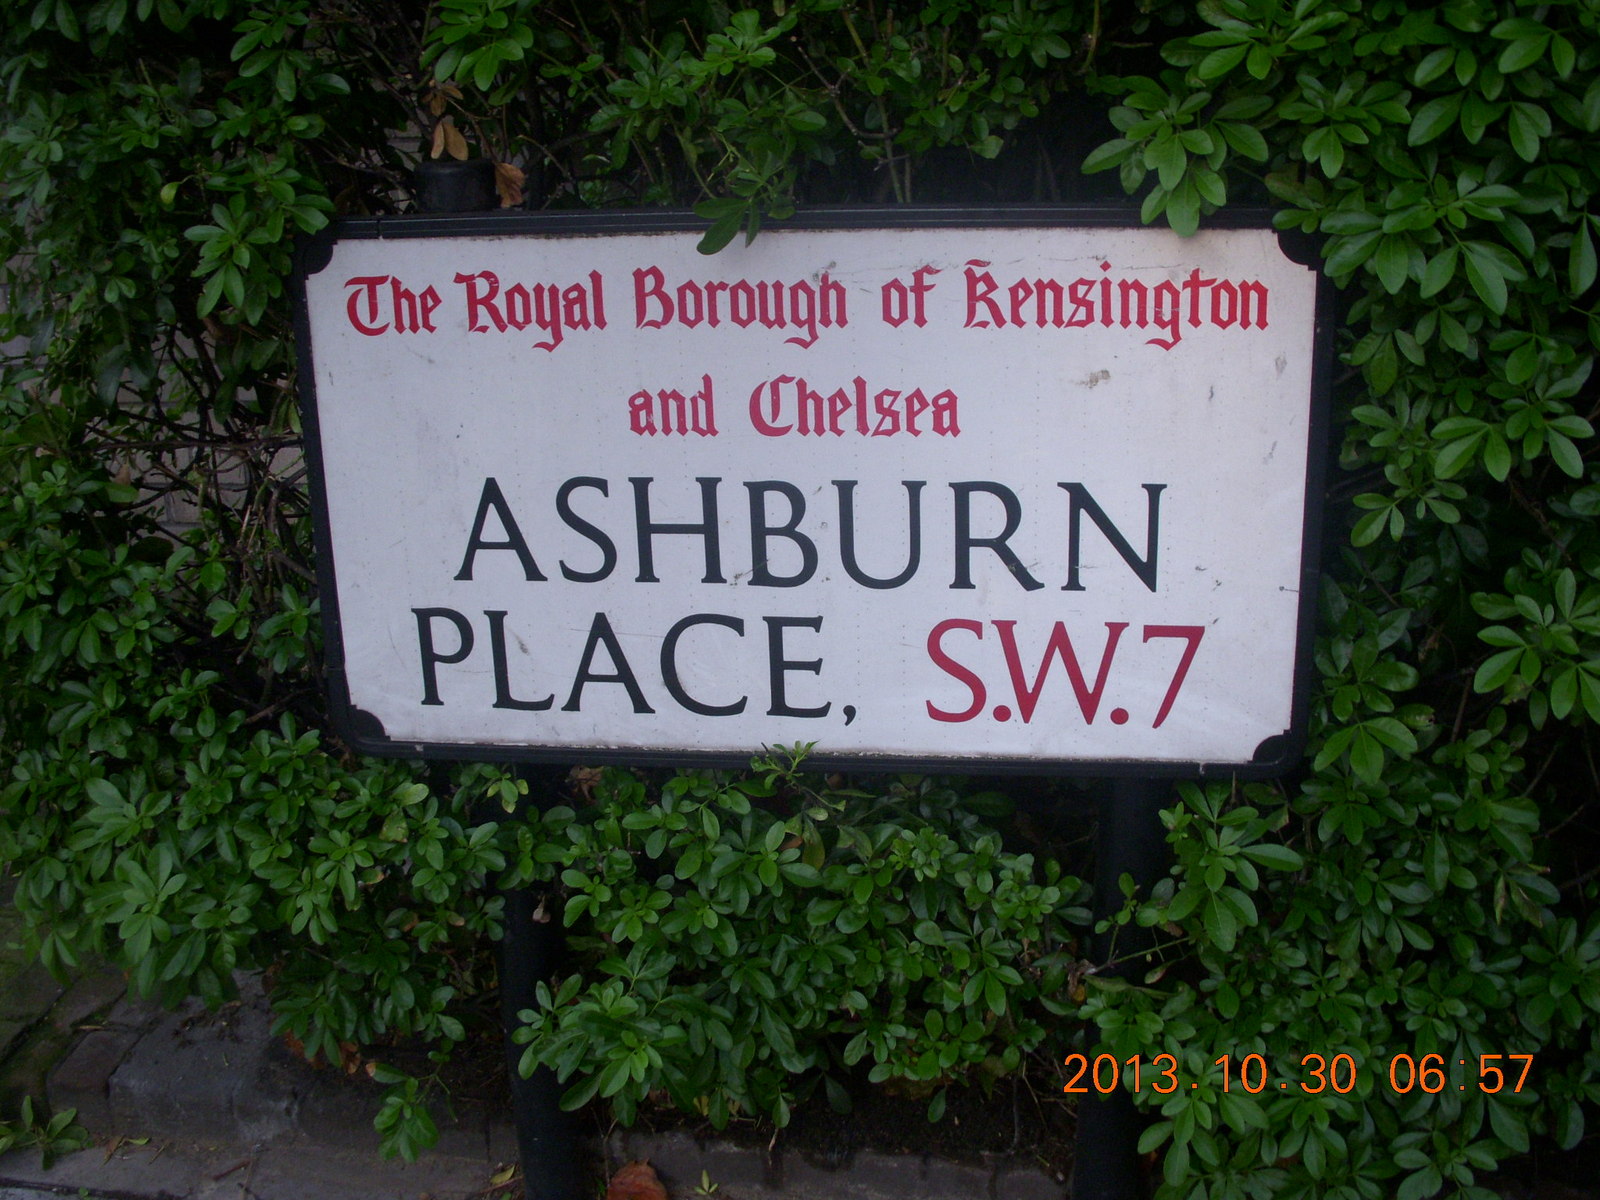 The Royal Borough of Kensington
and Chelsea
ASHBURN
PLACE, S.W.7
2013.10.30 06:57